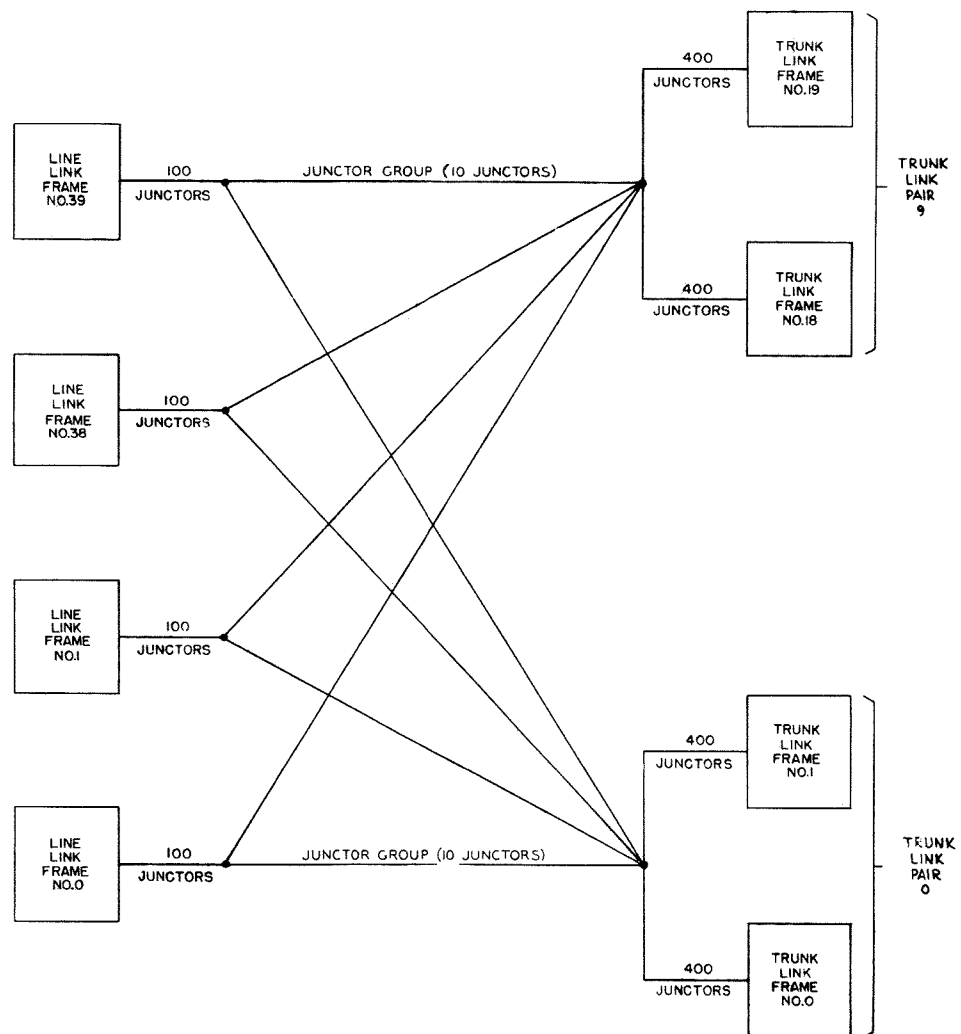 400
JUNCTORS
TRUNK
LINK
FRAME
NO.19
LINE
LINK
FRAME
NO.39
100
JUNCTORS
JUNCTOR GROUP (10 JUNCTORS)
TRUNK
LINK
PAIR
9
400
JUNCTORS
TRUNK
LINK
FRAME
NO.18
LINE
LINK
FRAME
NO.38
100
JUNCTORS
LINE
LINK
FRAME
NO.1
100
JUNCTORS
400
JUNCTORS
TRUNK
LINK
FRAME
NO.1
LINE
LINK
FRAME
NO.0
100
JUNCTORS
JUNCTOR GROUP (10 JUNCTORS)
TRUNK
LINK
PAIR
0
400
JUNCTORS
TRUNK
LINK
FRAME
NO.0